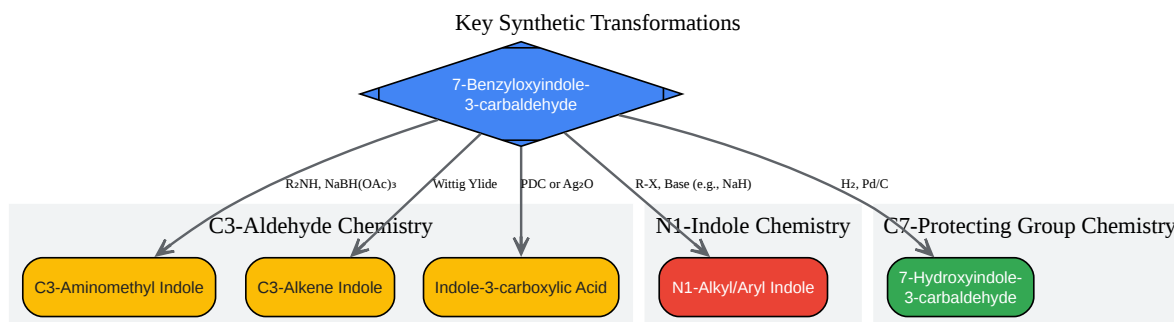 Key Synthetic Transformations
7-Benzyloxyindole-
3-carbaldehyde
R₂NH, NaBH(OAc)₃
Wittig Ylide
PDC or Ag₂O
R-X, Base (e.g., NaH)
H₂, Pd/C
C3-Aldehyde Chemistry
N1-Indole Chemistry
C7-Protecting Group Chemistry
C3-Aminomethyl Indole
C3-Alkene Indole
Indole-3-carboxylic Acid
N1-Alkyl/Aryl Indole
7-Hydroxyindole-
3-carbaldehyde